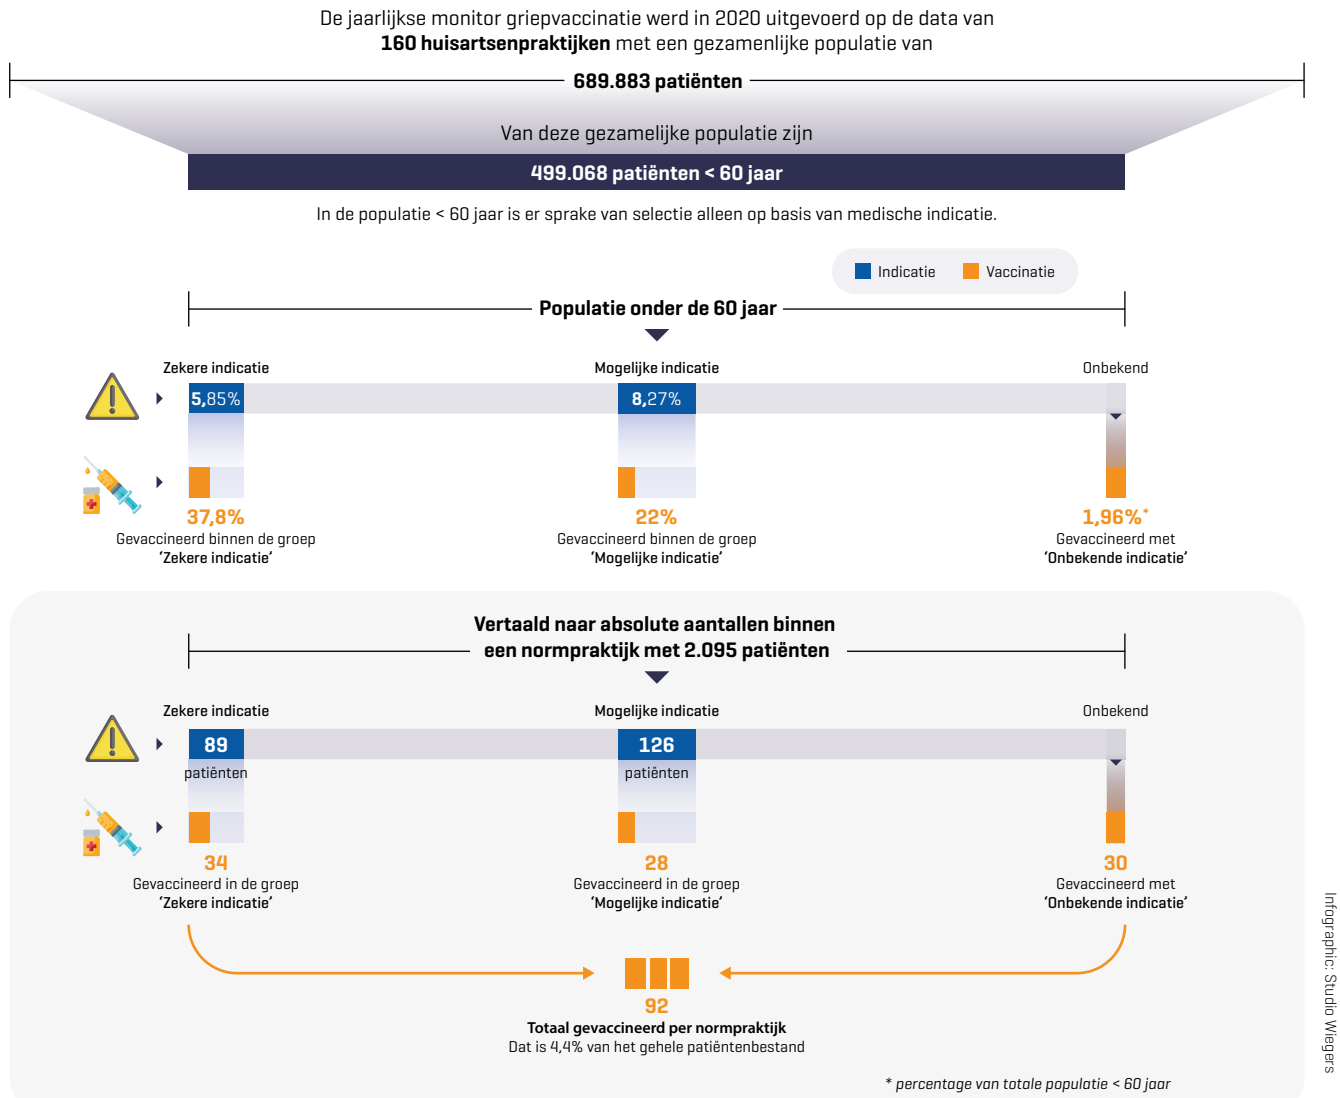 De jaarlijkse monitor griepvaccinatie werd in 2020 uitgevoerd op de data van
160 huisartsenpraktijken met een gezamenlijke populatie van
689.883 patiënten
Van deze gezamelijke populatie zijn
499.068 patiënten < 60 jaar
In de populatie < 60 jaar is er sprake van selectie alleen op basis van medische indicatie.
Indicatie Vaccinatie
Populatie onder de 60 jaar
Zekere indicatie Mogelijke indicatie Onbekend
5,85% 8,27%
37,8% 22% 1,96%*
Gevaccineerd binnen de groep Gevaccineerd binnen de groep Gevaccineerd met
‘Zekere indicatie’ ‘Mogelijke indicatie’ ‘Onbekende indicatie’
Vertaald naar absolute aantallen binnen
een normpraktijk met 2.095 patiënten
Zekere indicatie Mogelijke indicatie Onbekend
89 126
patiënten patiënten
34 28 30
Gevaccineerd in de groep Gevaccineerd in de groep Gevaccineerd met
‘Zekere indicatie’ ‘Mogelijke indicatie’ ‘Onbekende indicatie’
92
Totaal gevaccineerd per normpraktijk
Dat is 4,4% van het gehele patiëntenbestand
* percentage van totale populatie < 60 jaar
Infographic: Studio Wiegers